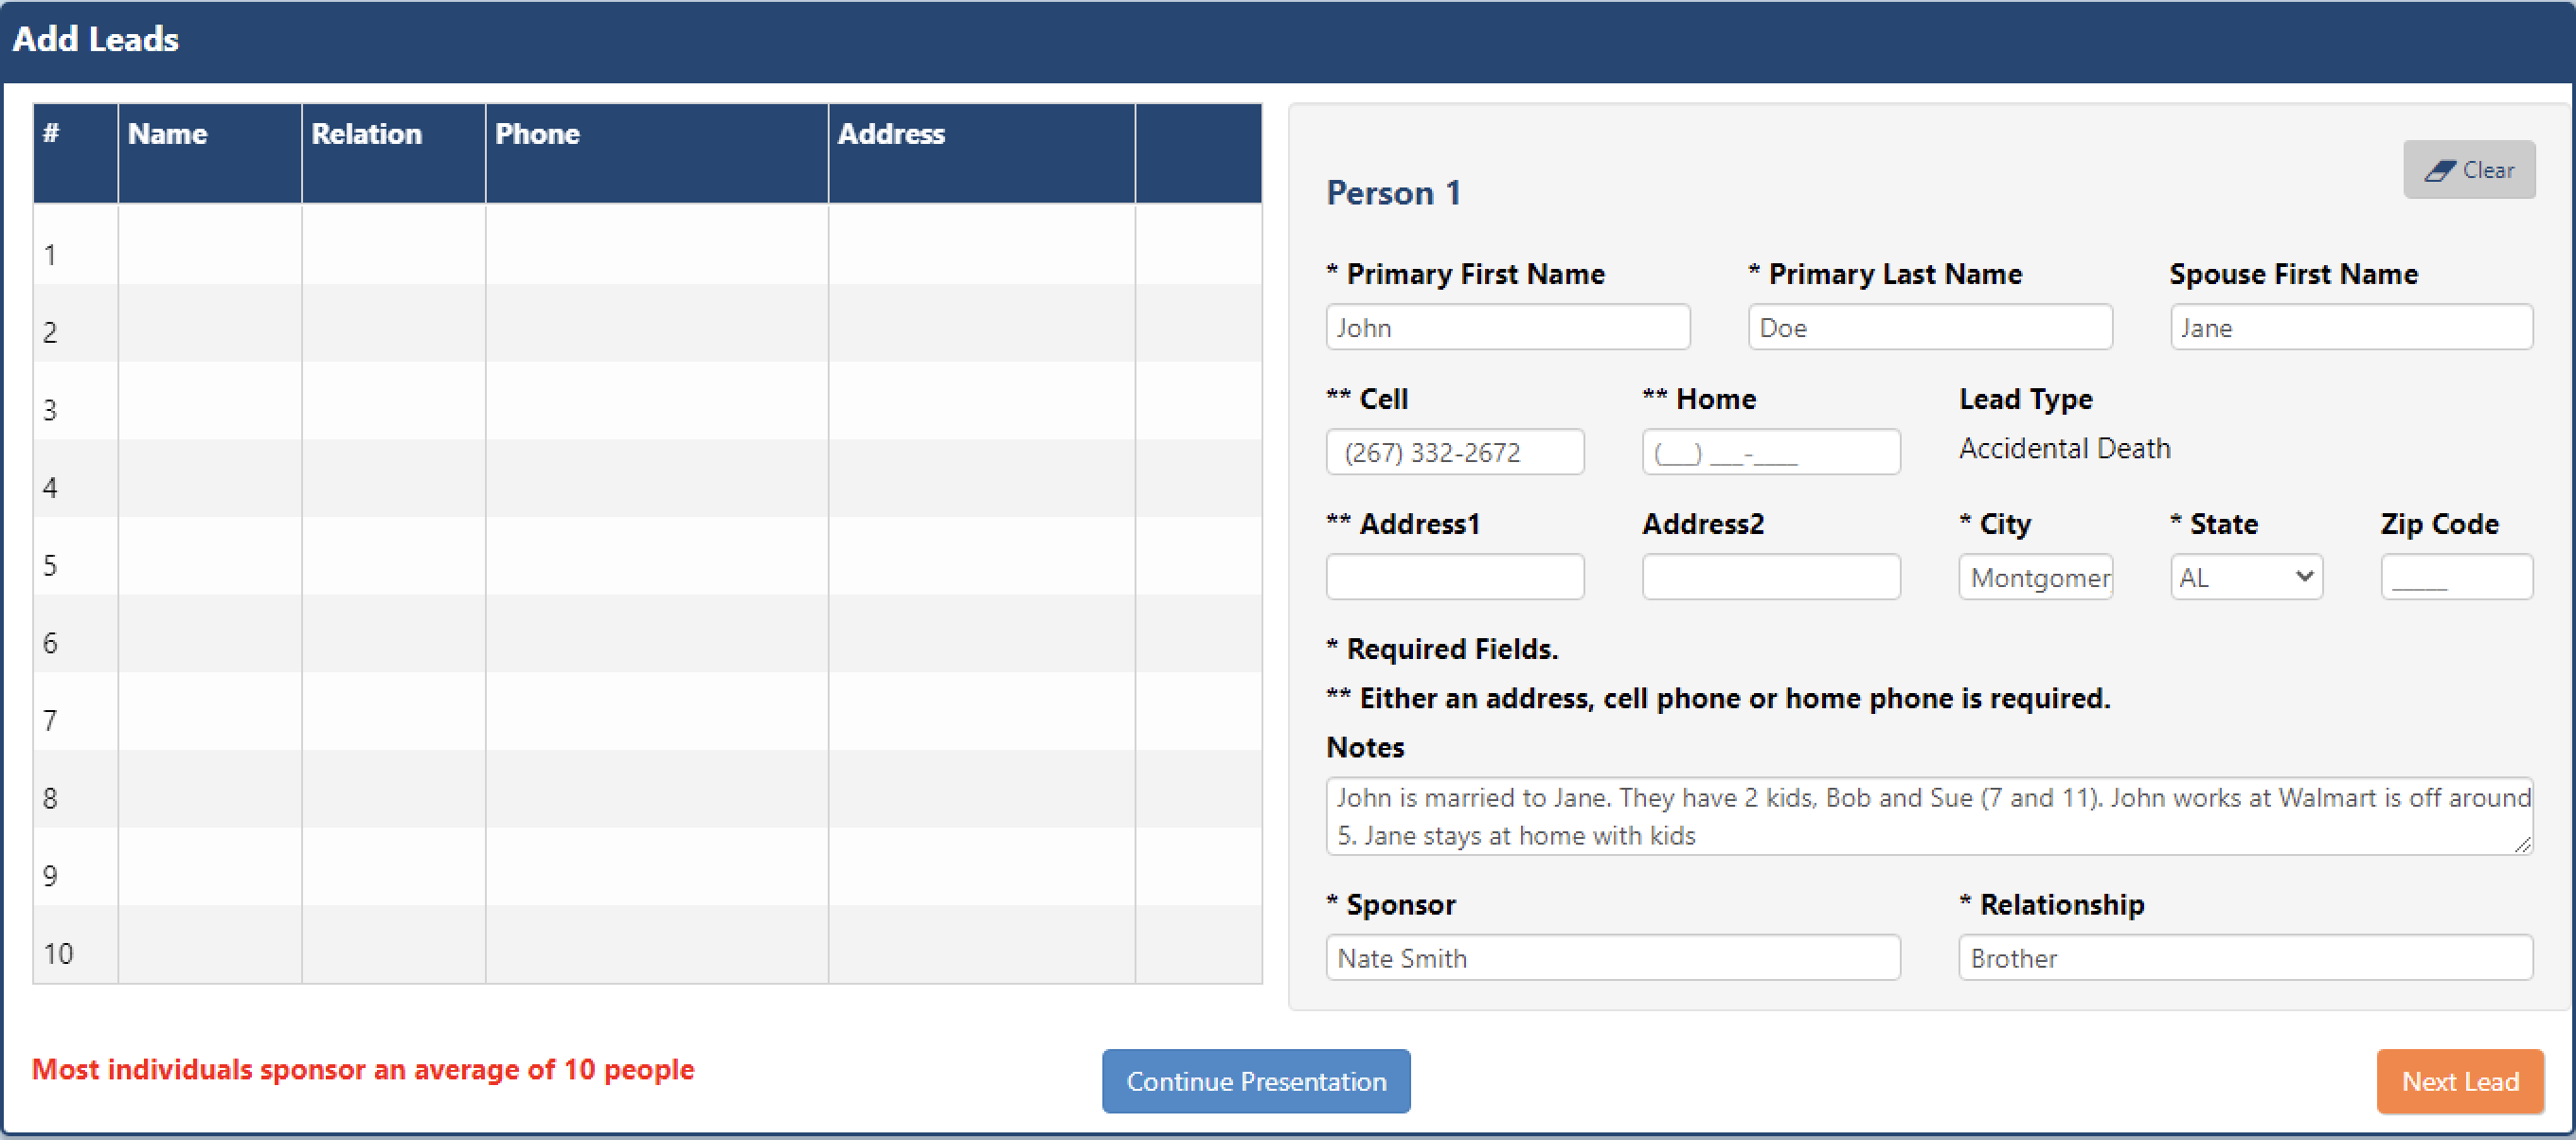 Add Leads
# Name Relation Phone Address
1
2
3
4
5
6
7
8
9
10
Most individuals sponsor an average of 10 people
Clear
Person 1
* Primary First Name * Primary Last Name Spouse First Name
John Doe Jane
** Cell ** Home Lead Type
(267) 332-2672 (___) ___-____ Accidental Death
** Address1 Address2 * City * State Zip Code
Montgomer AL _____
* Required Fields.
** Either an address, cell phone or home phone is required.
Notes
John is married to Jane. They have 2 kids, Bob and Sue (7 and 11). John works at Walmart is off around
5. Jane stays at home with kids
* Sponsor * Relationship
Nate Smith Brother
Continue Presentation Next Lead